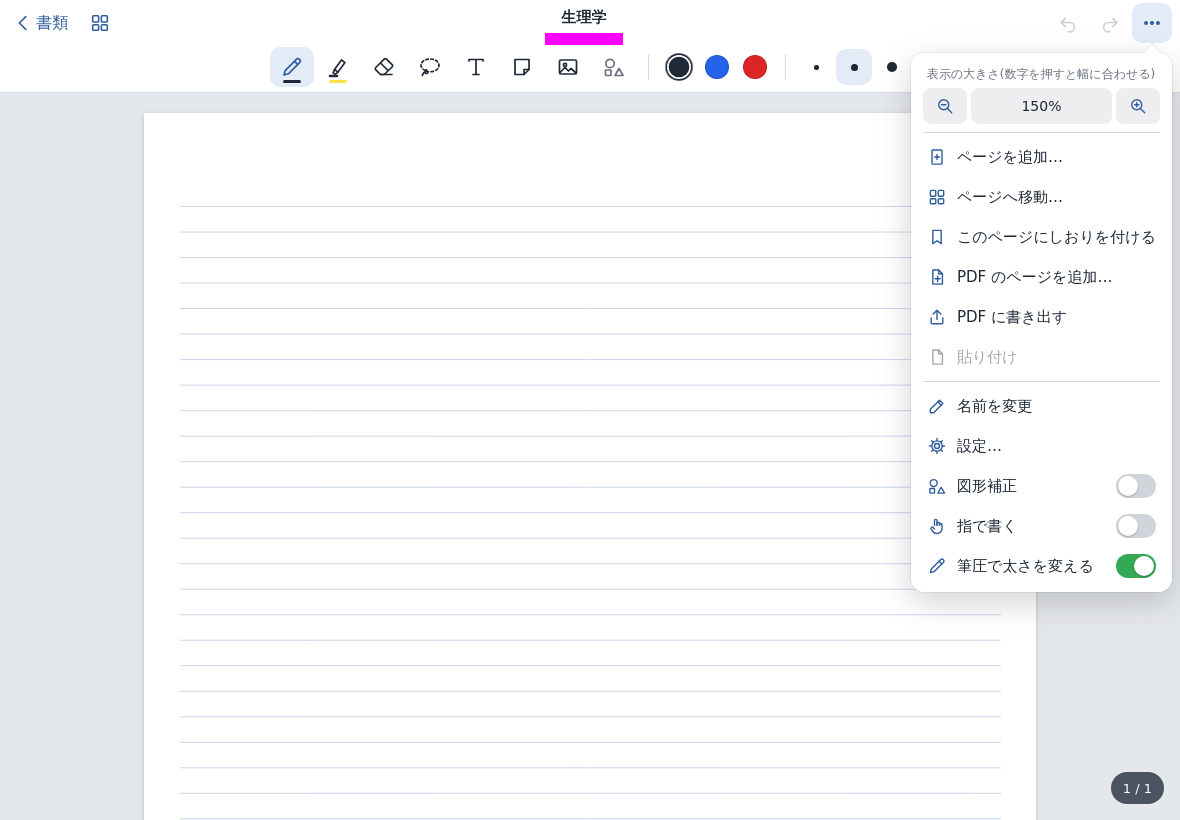 書類
生理学
表示の大きさ(数字を押すと幅に合わせる)
150%
ページを追加…
ページへ移動…
このページにしおりを付ける
PDF のページを追加…
PDF に書き出す
貼り付け
名前を変更
設定…
図形補正
指で書く
筆圧で太さを変える
1 / 1